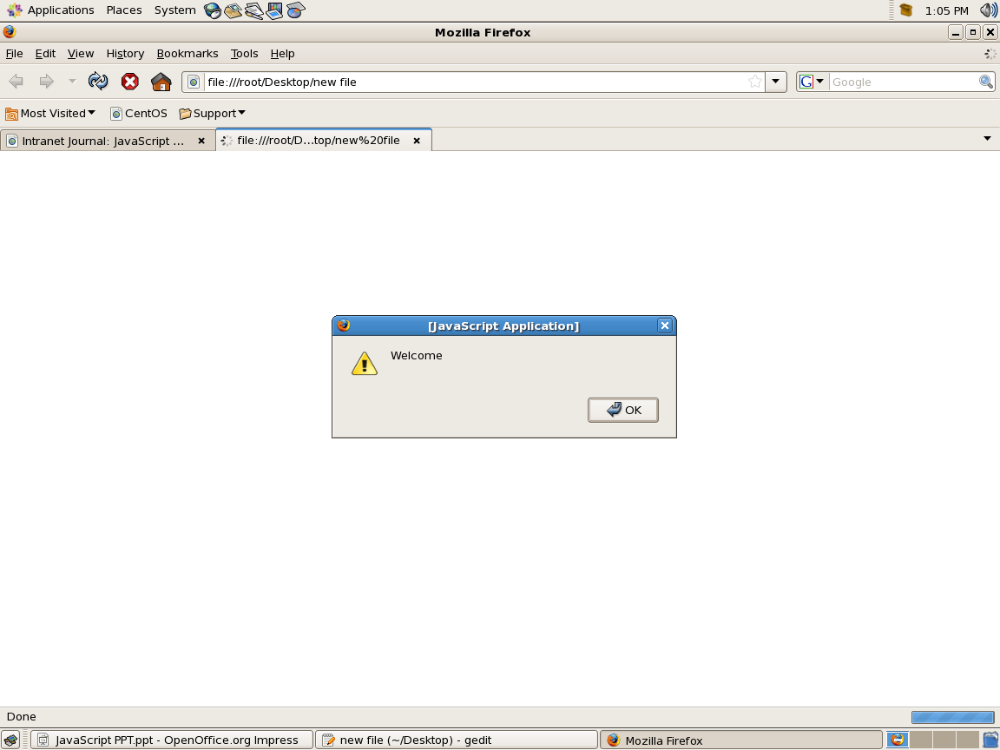 Applications Places System 1:05 PM
Mozilla Firefox
File Edit View History Bookmarks Tools Help
file:///root/Desktop/new file G Google
Most Visited CentOS Support
Intranet Journal: JavaScript ... file:///root/D...top/new%20file
[JavaScript Application]
Welcome
OK
Done
JavaScript PPT.ppt - OpenOffice.org Impress new file (~/Desktop) - gedit Mozilla Firefox